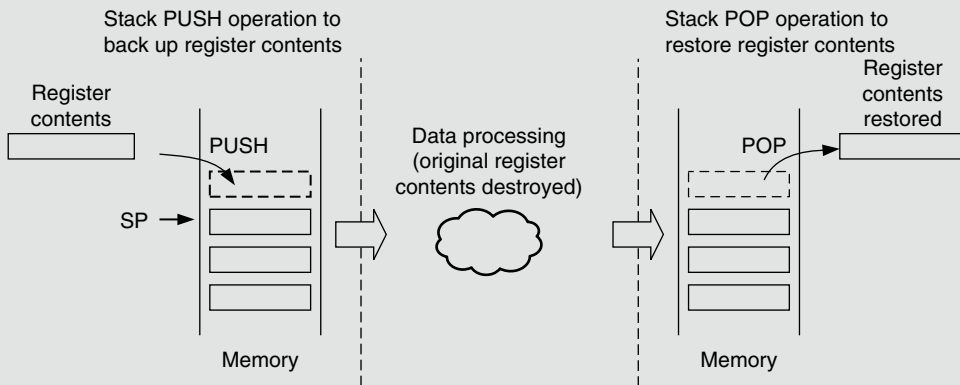 Stack PUSH operation to
back up register contents
Register
contents
PUSH
SP
Memory
Data processing
(original register
contents destroyed)
Stack POP operation to
restore register contents
Register
contents
restored
POP
Memory